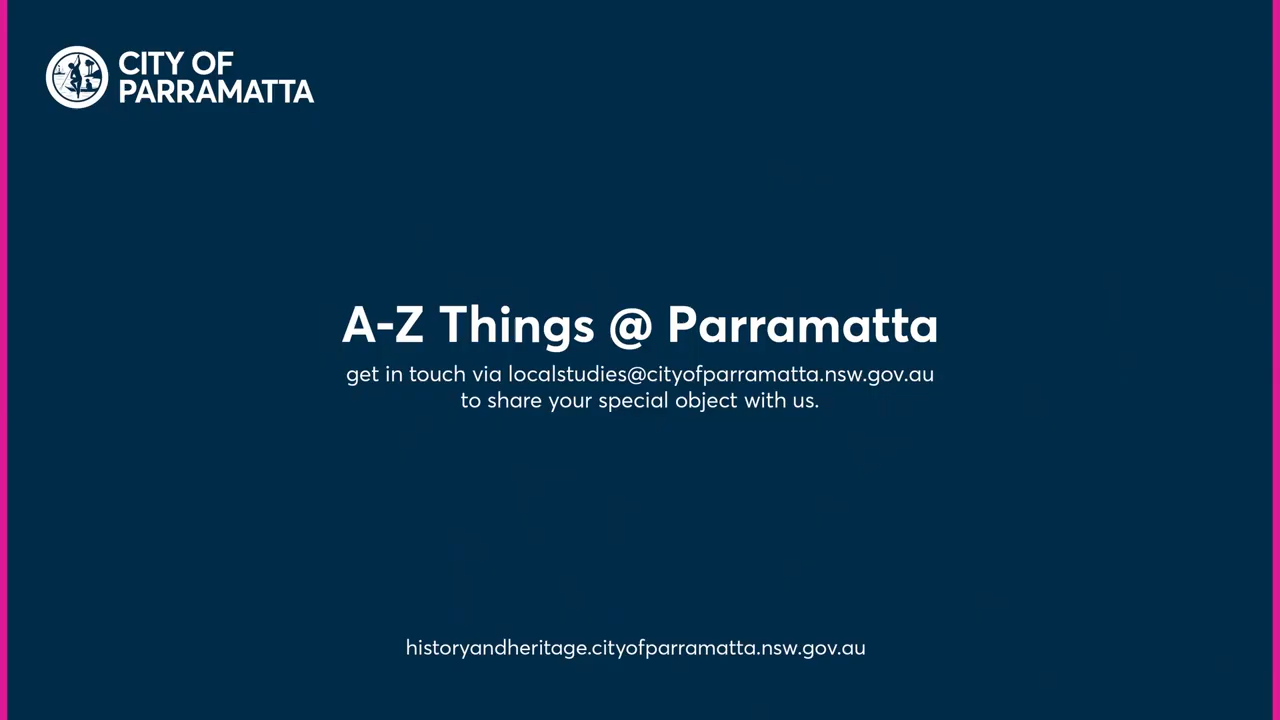 CITY OF
PARRAMATTA
A-Z Things @ Parramatta
get in touch via localstudies@cityofparramatta.nsw.gov.au
to share your special object with us.
historyandheritage.cityofparramatta.nsw.gov.au